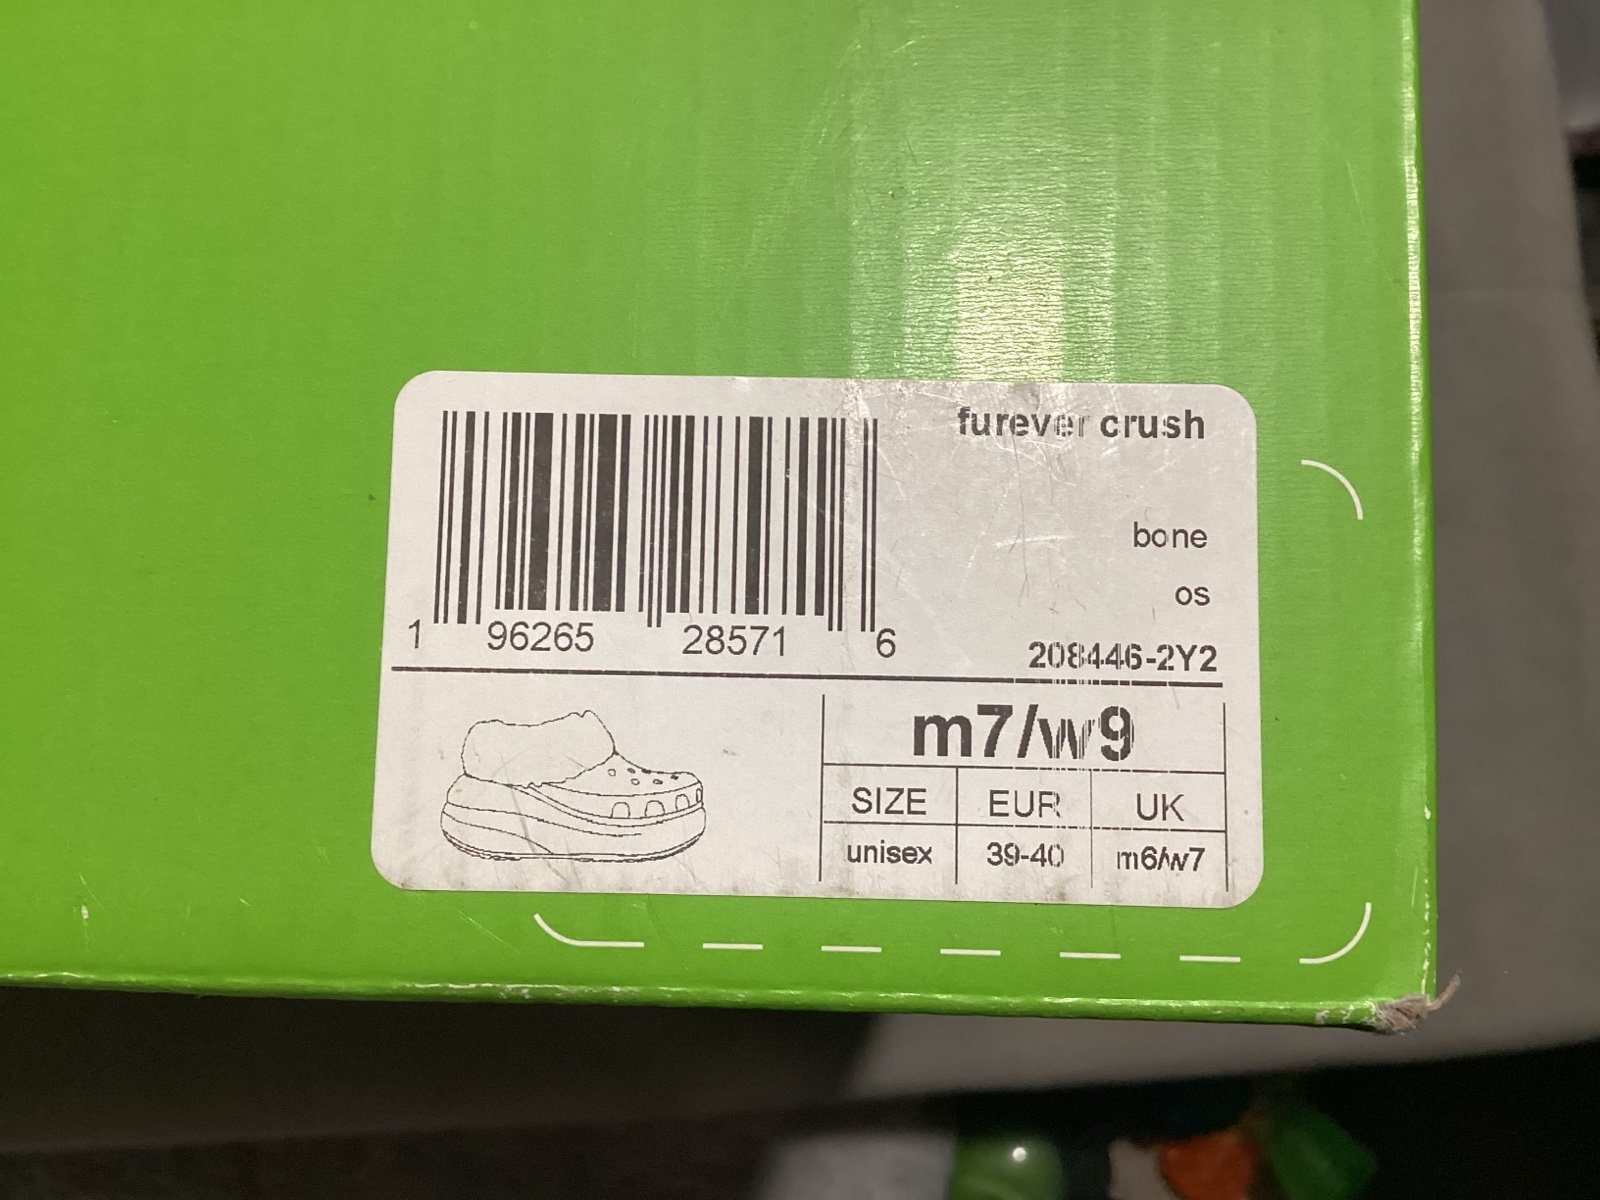 furever crush
bone
os
1 96265 28571 6
208446-2Y2
m7/w9
SIZE EUR UK
unisex 39-40 m6/w7